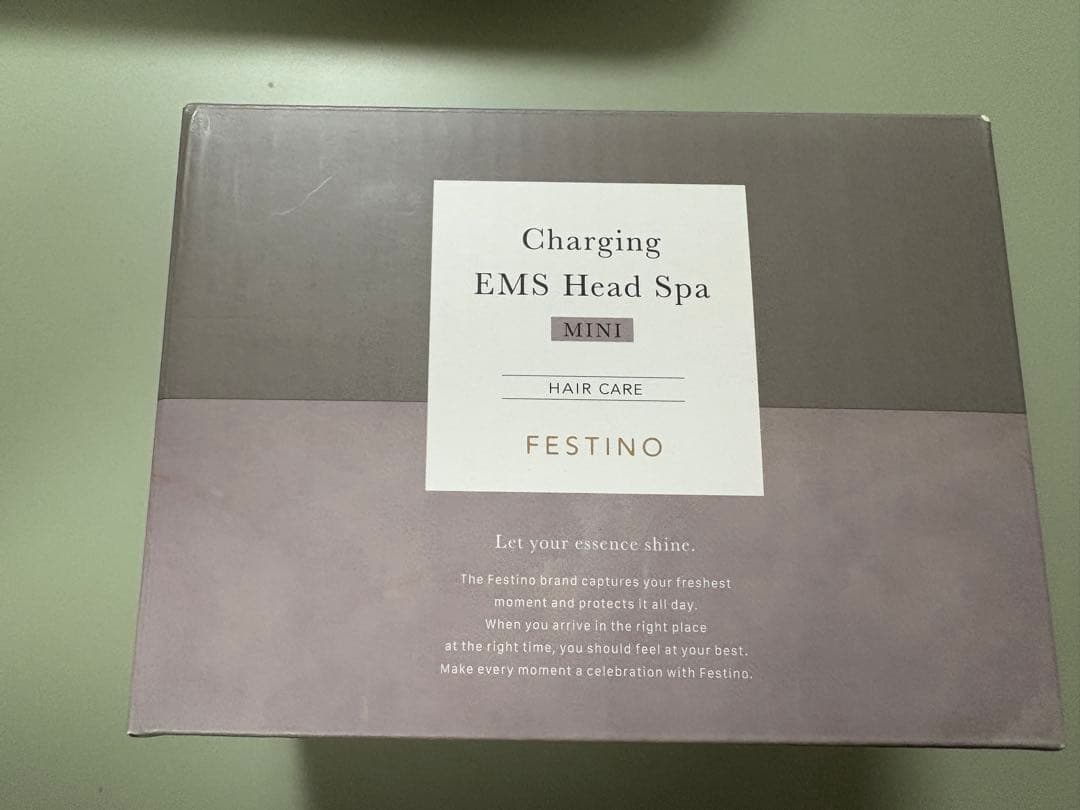 Charging
EMS Head Spa
MINI
HAIR CARE
FESTINO
Let your essence shine.
The Festino brand captures your freshest
moment and protects it all day.
When you arrive in the right place
at the right time, you should feel at your best.
Make every moment a celebration with Festino.